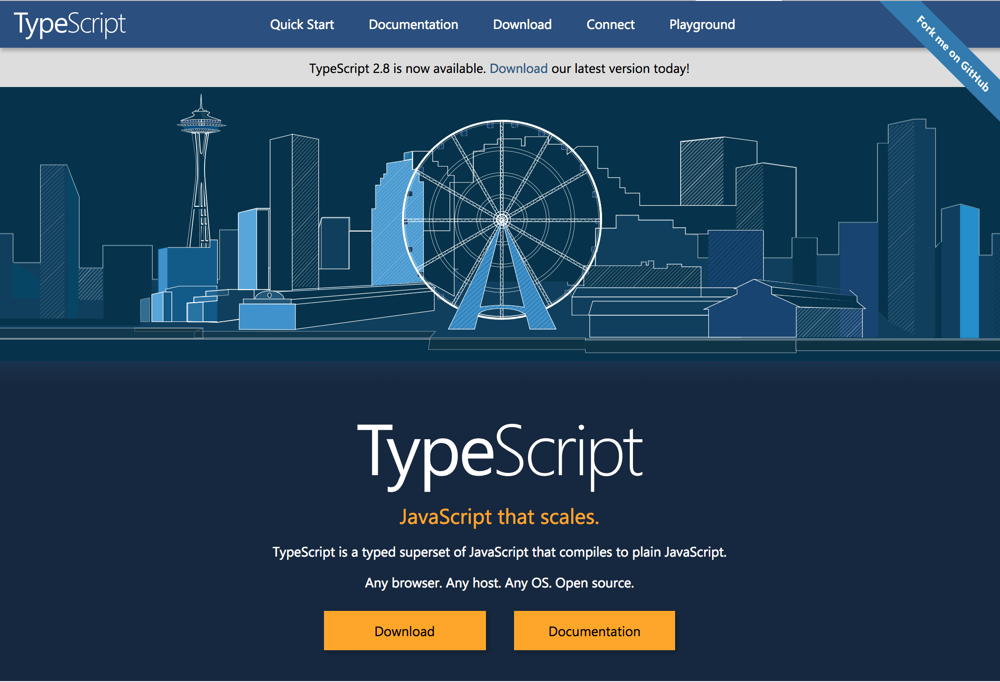 TypeScript
Quick Start Documentation Download Connect Playground
Fork me on GitHub
TypeScript 2.8 is now available. Download our latest version today!
TypeScript
JavaScript that scales.
TypeScript is a typed superset of JavaScript that compiles to plain JavaScript.
Any browser. Any host. Any OS. Open source.
Download
Documentation